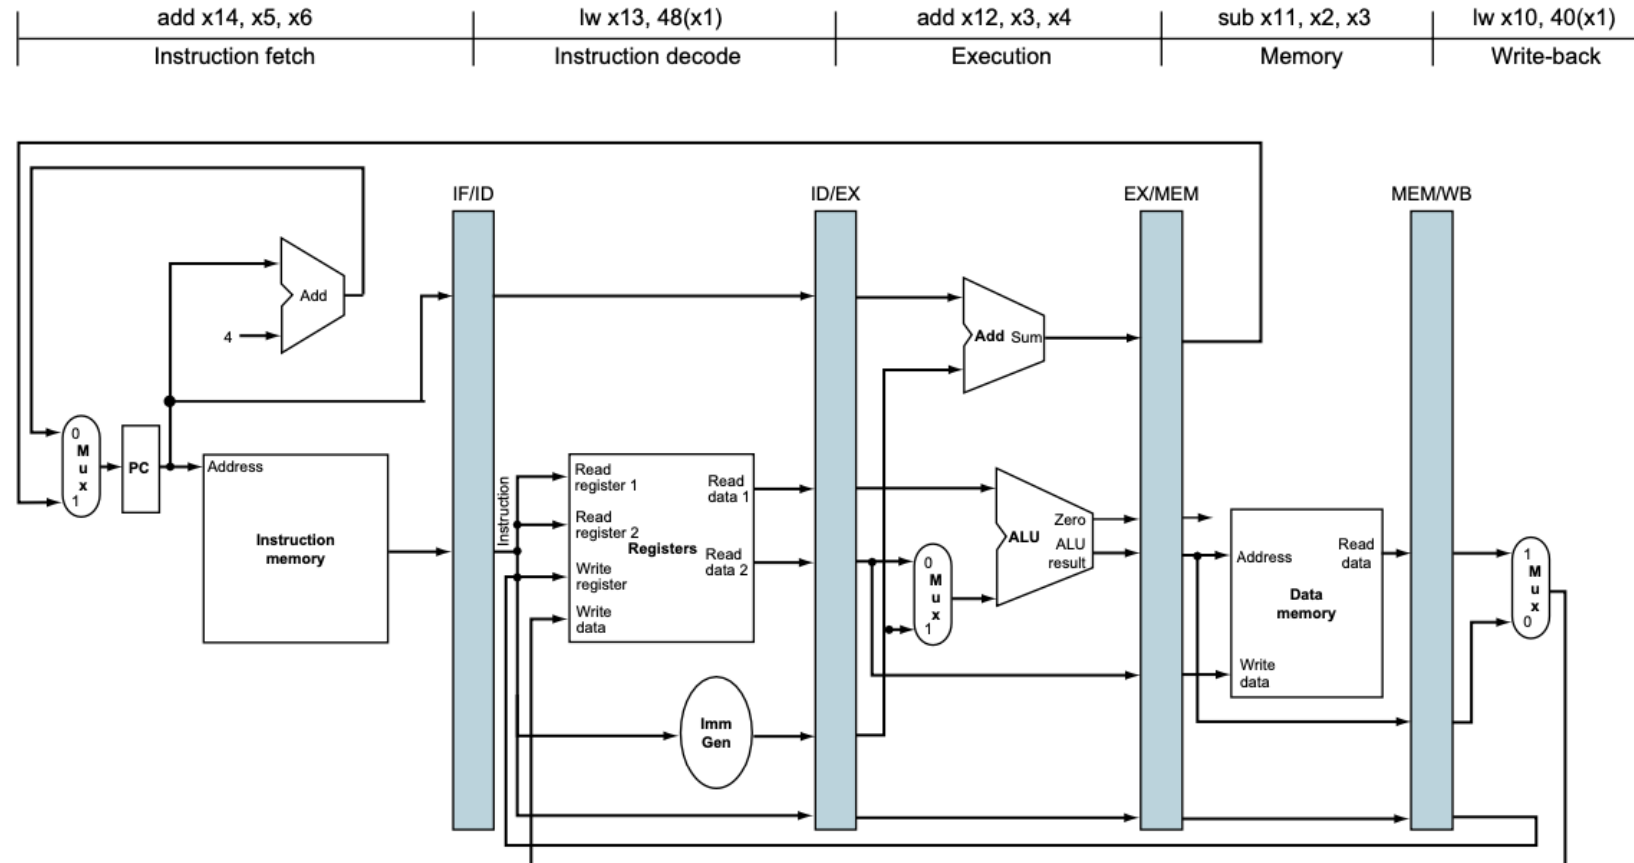 add x14, x5, x6
lw x13, 48(x1)
add x12, x3, x4
sub x11, x2, x3
lw x10, 40(x1)
Instruction fetch
Instruction decode
Execution
Memory
Write-back
IF/ID
ID/EX
EX/MEM
MEM/WB
Add
4
Add Sum
0
M
u
x
1
PC
Address
Instruction
memory
Instruction
Read
register 1
Read
register 2
Write
register
Write
data
Registers
Read
data 1
Read
data 2
Imm
Gen
0
M
u
x
1
Zero
ALU
ALU
result
Address
Read
data
Data
memory
Write
data
1
M
u
x
0